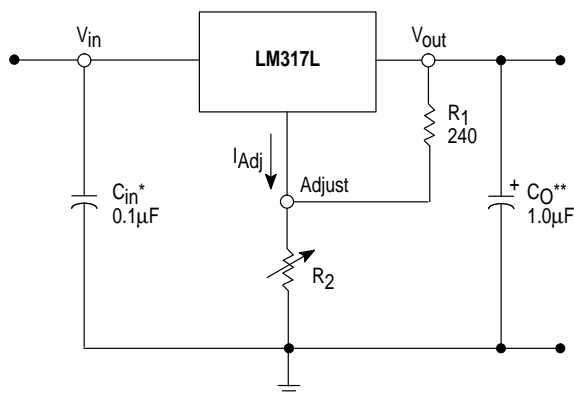 Vin
LM317L
Vout
R1
240
IAdj
Adjust
Cin*
0.1μF
+
CO**
1.0μF
R2